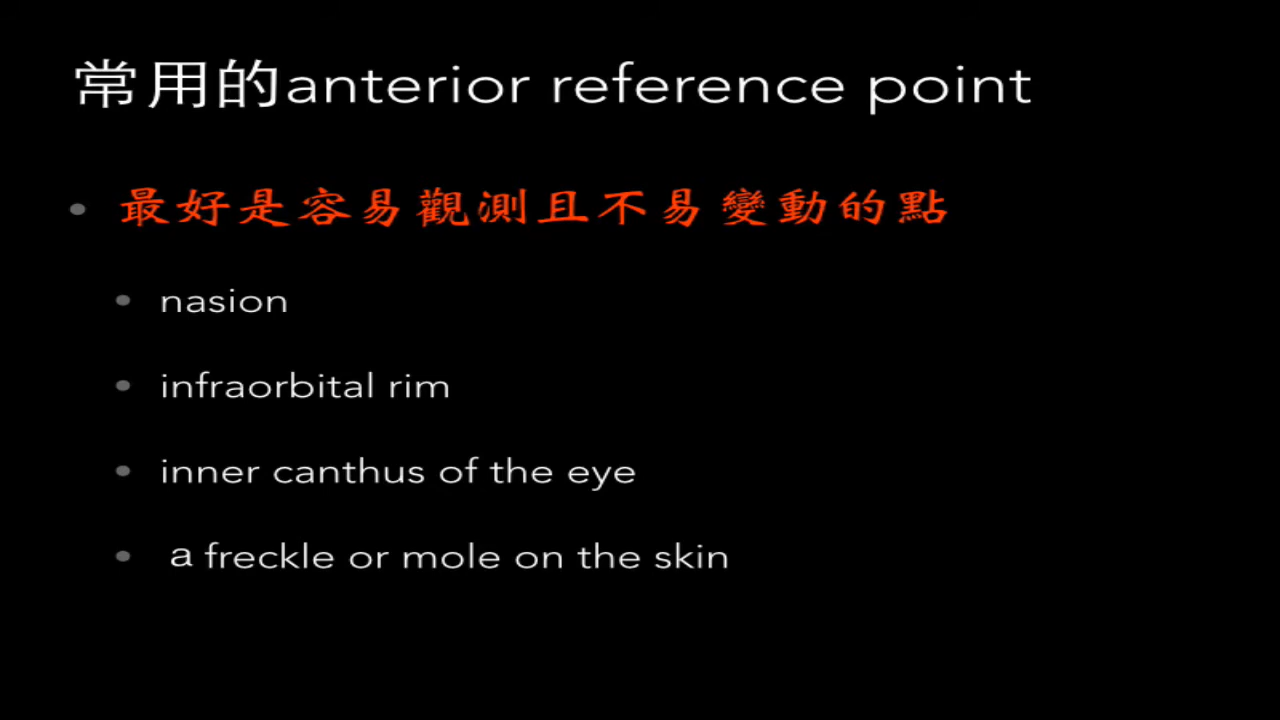 常用的anterior reference point
• 最好是容易觀測且不易變動的點
• nasion
• infraorbital rim
• inner canthus of the eye
• a freckle or mole on the skin